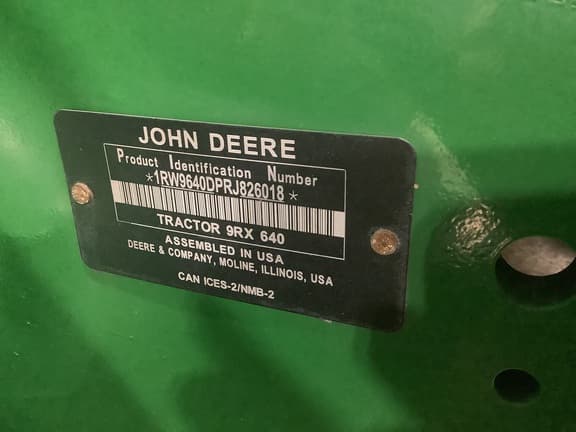 JOHN DEERE
Product Identification Number
*1RW9640DPRJ826018*
TRACTOR 9RX 640
ASSEMBLED IN USA
DEERE & COMPANY, MOLINE, ILLINOIS, USA
CAN ICES-2/NMB-2